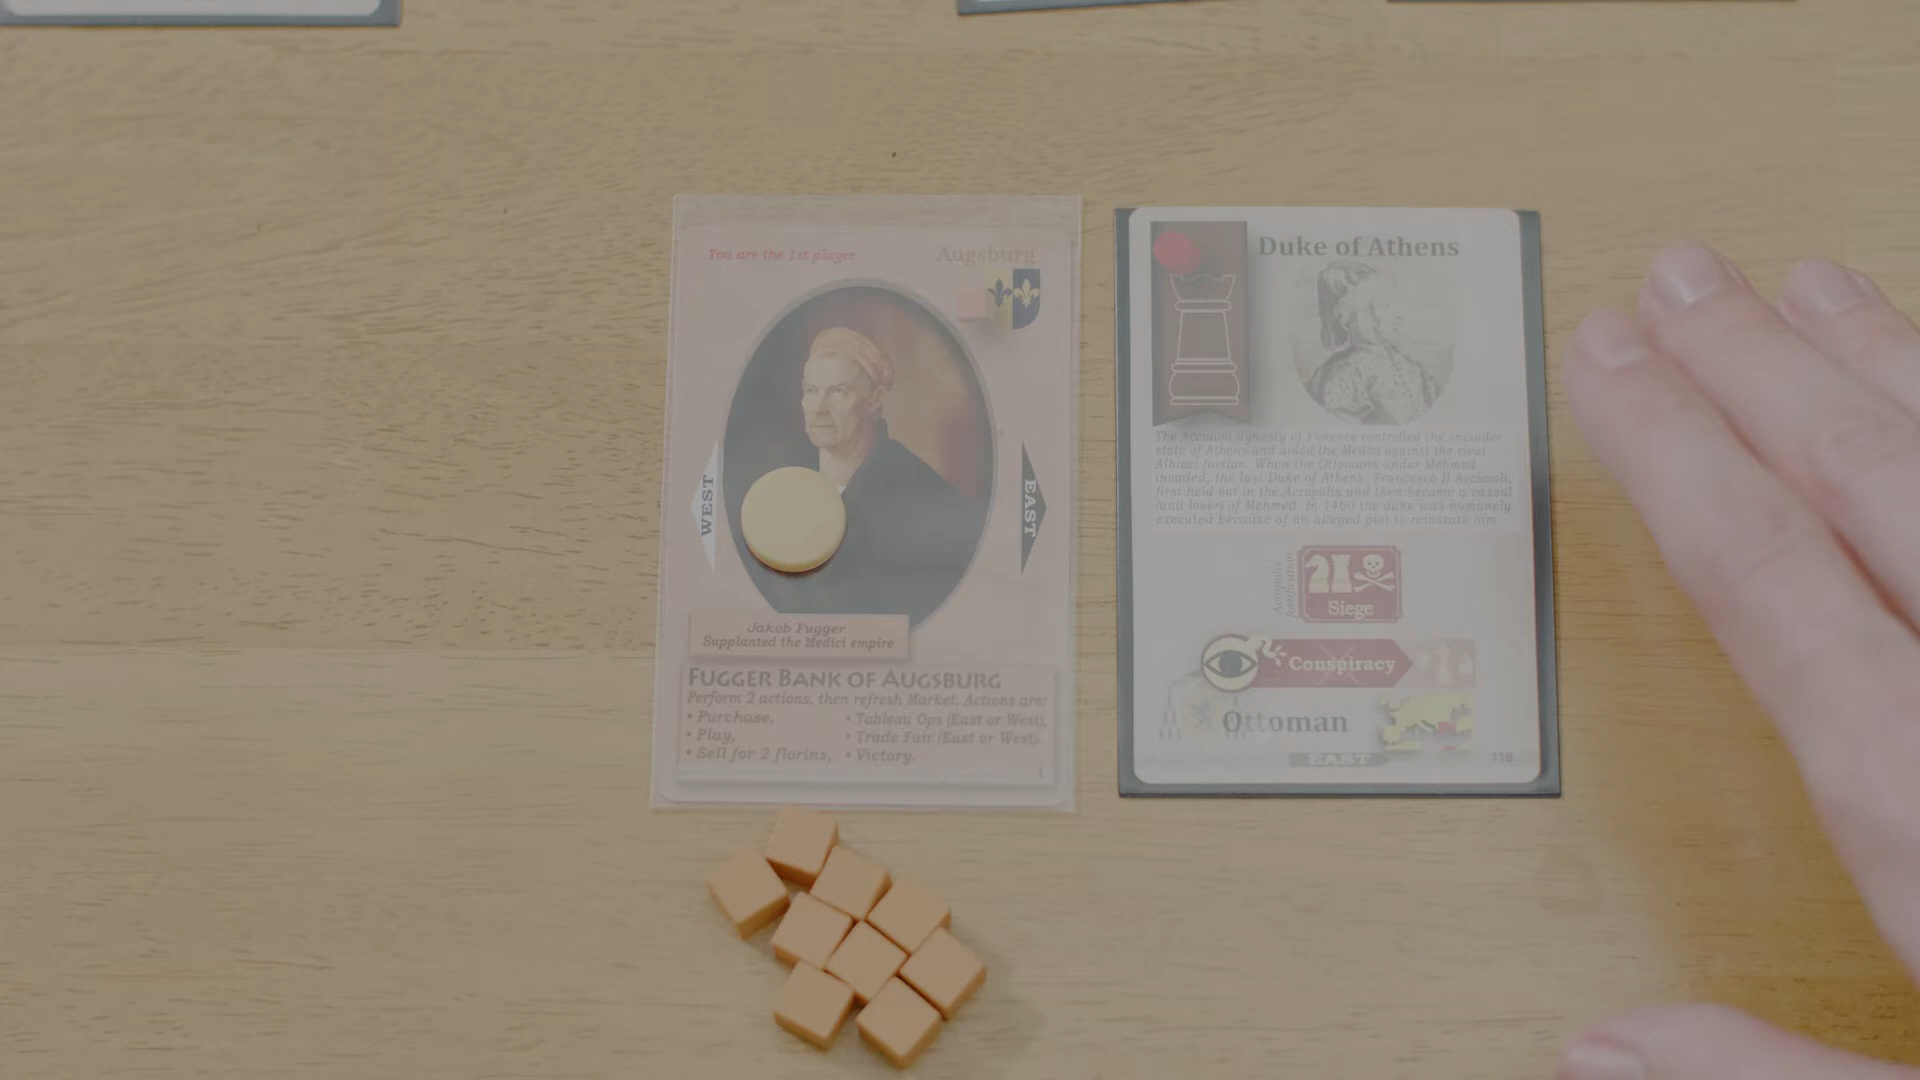 You are the 1st player.
Augsburg
WEST
EAST
Jakob Fugger
Supplanted the Medici empire
FUGGER BANK OF AUGSBURG
Perform 2 actions, then refresh Market. Actions are:
• Purchase,
• Play,
• Sell for 2 florins,
• Tableau Ops (East or West),
• Trade Fair (East or West),
• Victory.
1
Duke of Athens
The Acciaioli dynasty of Florence controlled the crusader
state of Athens and aided the Medici against the rival
Albizzi faction. When the Ottomans under Mehmed
invaded, the last Duke of Athens, Francesco II Acciaioli,
first held out in the Acropolis and then became a vassal
(and lover) of Mehmed. In 1460 the duke was humanely
executed because of an alleged plot to reinstate him
Acropolis
fortification
Siege
Conspiracy
Ottoman
EAST
118